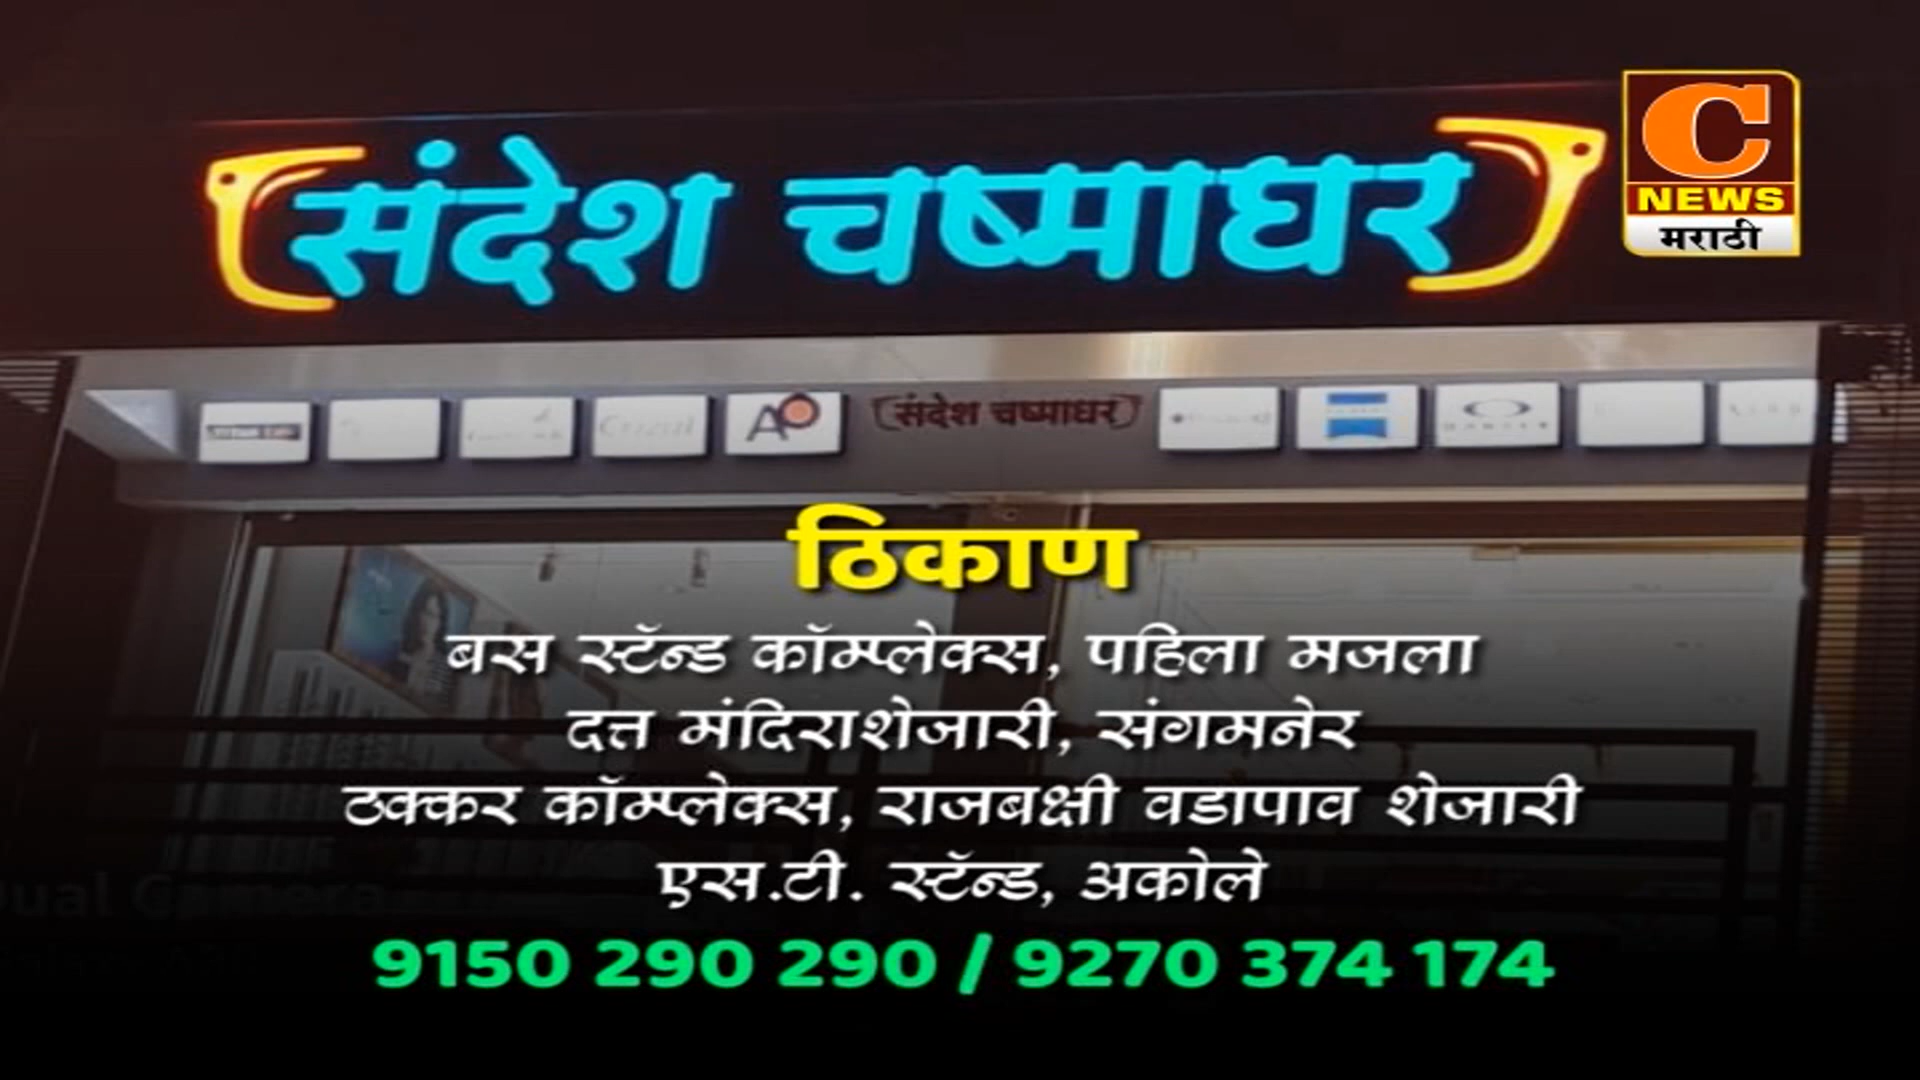 संदेश चष्माघर
C
NEWS
मराठी
AO
संदेश चष्माघर
ठिकाण
बस स्टॅन्ड कॉम्प्लेक्स, पहिला मजला
दत्त मंदिराशेजारी, संगमनेर
ठक्कर कॉम्प्लेक्स, राजबक्षी वडापाव शेजारी
एस.टी. स्टॅन्ड, अकोले
9150 290 290 / 9270 374 174